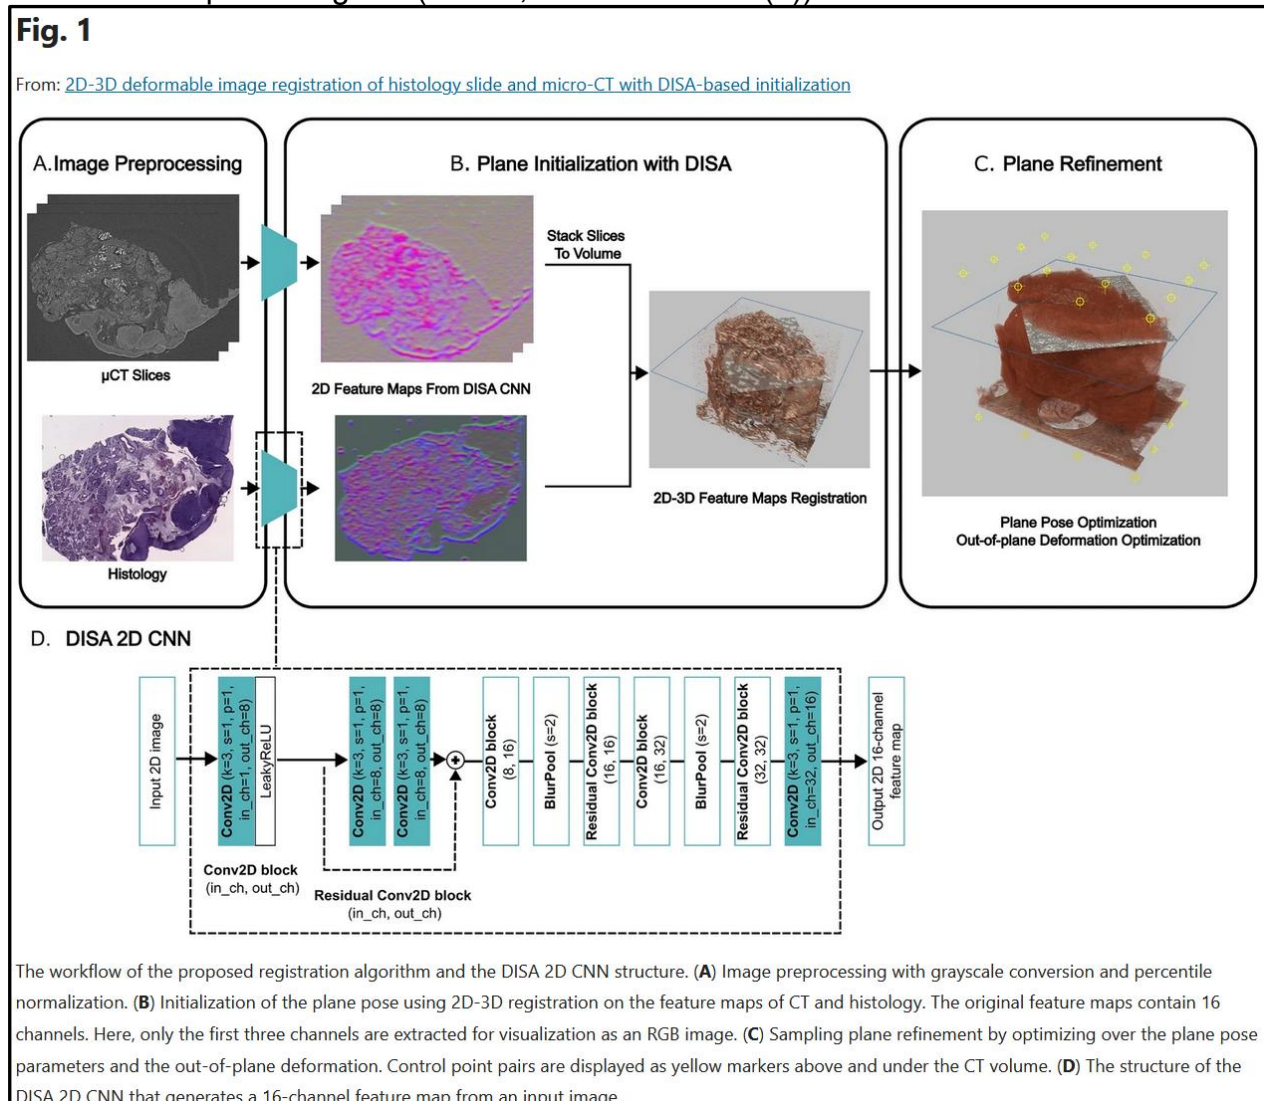 Fig. 1
From: 2D-3D deformable image registration of histology slide and micro-CT with DISA-based initialization
A.Image Preprocessing
B. Plane Initialization with DISA
C. Plane Refinement
Stack Slices
To Volume
µCT Slices
2D Feature Maps From DISA CNN
2D-3D Feature Maps Registration
Plane Pose Optimization
Out-of-plane Deformation Optimization
Histology
D. DISA 2D CNN
Input 2D image
Conv2D (k=3, s=1, p=1,
in_ch=1, out_ch=8)
LeakyReLU
Conv2D (k=3, s=1, p=1,
in_ch=8, out_ch=8)
Conv2D (k=3, s=1, p=1,
in_ch=8, out_ch=8)
Conv2D block
(8, 16)
BlurPool (s=2)
Residual Conv2D block
(16, 16)
Conv2D block
(16, 32)
BlurPool (s=2)
Residual Conv2D block
(32, 32)
Conv2D (k=3, s=1, p=1,
in_ch=32, out_ch=16)
Output 2D 16-channel
feature map
Conv2D block
(in_ch, out_ch)
Residual Conv2D block
(in_ch, out_ch)
The workflow of the proposed registration algorithm and the DISA 2D CNN structure. (A) Image preprocessing with grayscale conversion and percentile
normalization. (B) Initialization of the plane pose using 2D-3D registration on the feature maps of CT and histology. The original feature maps contain 16
channels. Here, only the first three channels are extracted for visualization as an RGB image. (C) Sampling plane refinement by optimizing over the plane pose
parameters and the out-of-plane deformation. Control point pairs are displayed as yellow markers above and under the CT volume. (D) The structure of the
DISA 2D CNN that generates a 16-channel feature map from an input image.